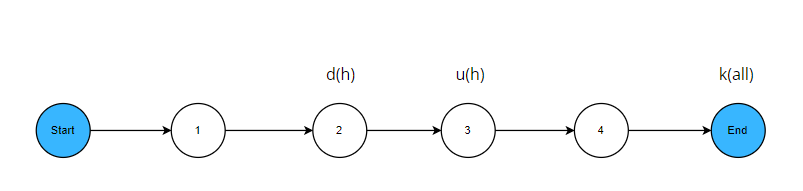 d(h) u(h) k(all)
Start 1 2 3 4 End